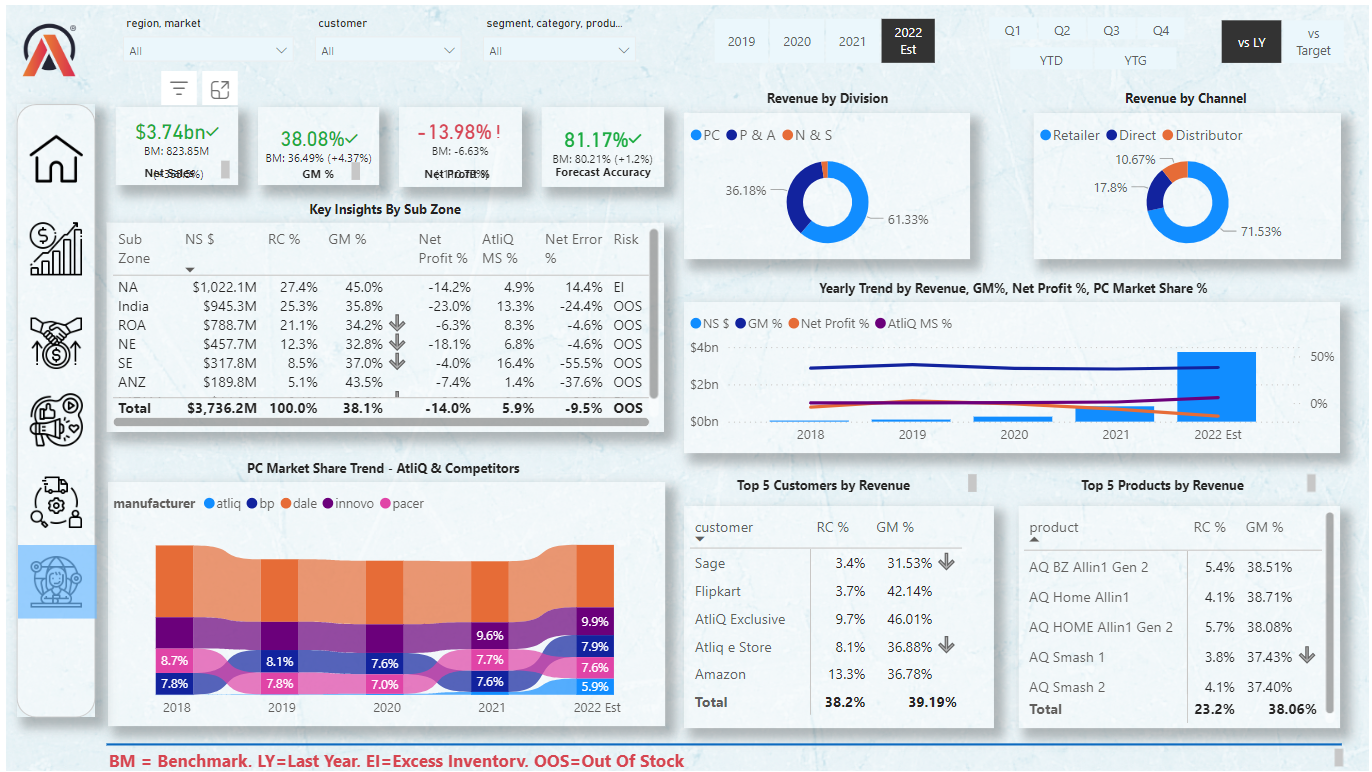 region, market
customer
segment, category, produ...
All
All
All
2019
2020
2021
2022 Est
Q1
Q2
Q3
Q4
YTD
YTG
vs LY
vs Target
$3.74bn
BM: 823.85M
Net Sales
38.08%
BM: 36.49% (+4.37%)
GM %
-13.98% !
BM: -6.63%
Net Profit %
81.17%
BM: 80.21% (+1.2%)
Forecast Accuracy
Revenue by Division
PC P & A N & S
36.18%
61.33%
Revenue by Channel
Retailer Direct Distributor
10.67%
17.8%
71.53%
Key Insights By Sub Zone
Sub Zone NS $ RC % GM % Net Profit % AtliQ MS % Net Error % Risk
NA $1,022.1M 27.4% 45.0% -14.2% 4.9% 14.4% EI
India $945.3M 25.3% 35.8% -23.0% 13.3% -24.4% OOS
ROA $788.7M 21.1% 34.2% -6.3% 8.3% -4.6% OOS
NE $457.7M 12.3% 32.8% -18.1% 6.8% -4.6% OOS
SE $317.8M 8.5% 37.0% -4.0% 16.4% -55.5% OOS
ANZ $189.8M 5.1% 43.5% -7.4% 1.4% -37.6% OOS
Total $3,736.2M 100.0% 38.1% -14.0% 5.9% -9.5% OOS
Yearly Trend by Revenue, GM%, Net Profit %, PC Market Share %
NS $ GM % Net Profit % AtliQ MS %
$4bn
$2bn
$0bn
50%
0%
2018 2019 2020 2021 2022 Est
PC Market Share Trend - AtliQ & Competitors
manufacturer atliq bp dale innovo pacer
8.7%
7.8%
8.1%
7.8%
7.6%
7.0%
9.6%
7.7%
7.6%
9.9%
7.9%
7.6%
5.9%
2018 2019 2020 2021 2022 Est
Top 5 Customers by Revenue
customer RC % GM %
Sage 3.4% 31.53%
Flipkart 3.7% 42.14%
AtliQ Exclusive 9.7% 46.01%
Atliq e Store 8.1% 36.88%
Amazon 13.3% 36.78%
Total 38.2% 39.19%
Top 5 Products by Revenue
product RC % GM %
AQ BZ Allin1 Gen 2 5.4% 38.51%
AQ Home Allin1 4.1% 38.71%
AQ HOME Allin1 Gen 2 5.7% 38.08%
AQ Smash 1 3.8% 37.43%
AQ Smash 2 4.1% 37.40%
Total 23.2% 38.06%
BM = Benchmark. LY=Last Year. EI=Excess Inventory. OOS=Out Of Stock